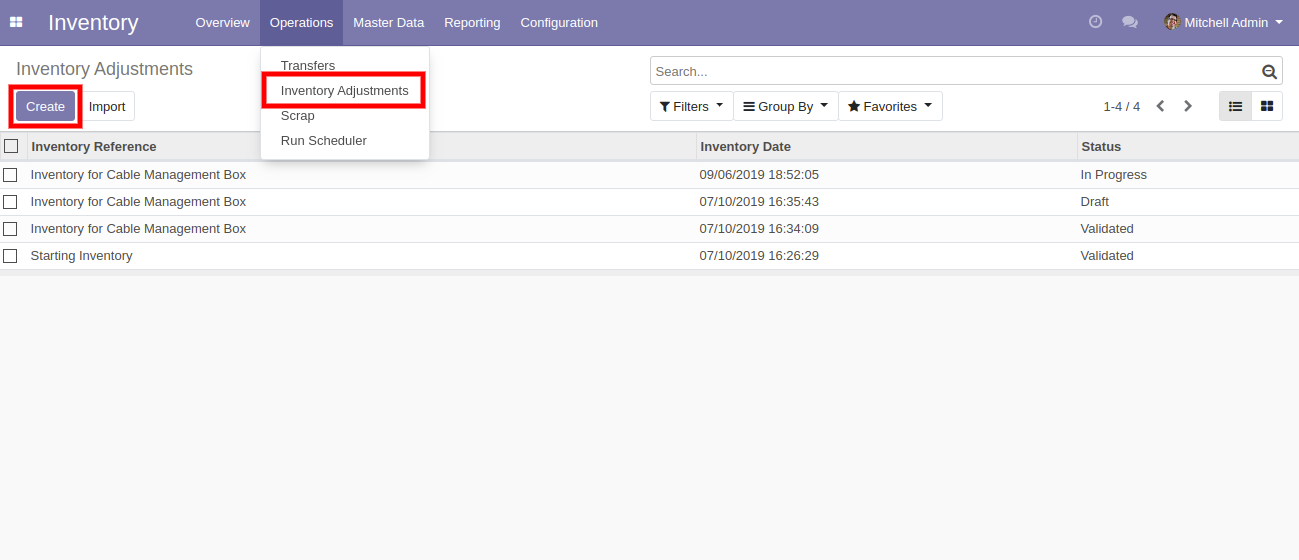 Inventory Overview Operations Master Data Reporting Configuration Mitchell Admin
Inventory Adjustments
Transfers
Inventory Adjustments
Scrap
Run Scheduler
Search...
Create Import
Filters Group By Favorites 1-4 / 4
Inventory Reference Inventory Date Status
Inventory for Cable Management Box 09/06/2019 18:52:05 In Progress
Inventory for Cable Management Box 07/10/2019 16:35:43 Draft
Inventory for Cable Management Box 07/10/2019 16:34:09 Validated
Starting Inventory 07/10/2019 16:26:29 Validated